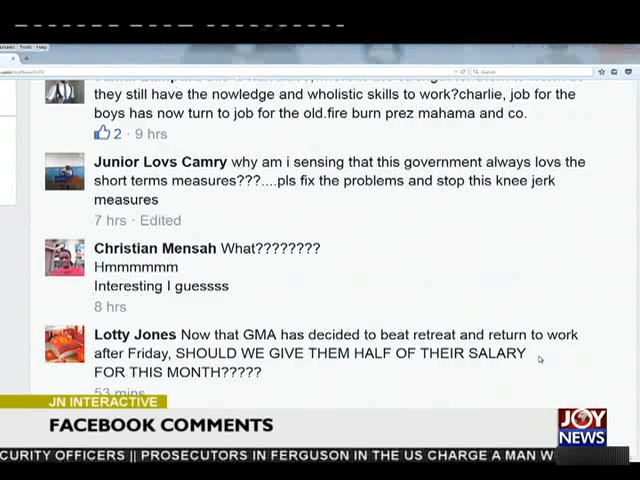 Tools Help
Search
they still have the nowledge and wholistic skills to work?charlie, job for the
boys has now turn to job for the old.fire burn prez mahama and co.
2 · 9 hrs
Junior Lovs Camry why am i sensing that this government always lovs the
short terms measures???....pls fix the problems and stop this knee jerk
measures
7 hrs · Edited
Christian Mensah What????????
Hmmmmmm
Interesting I guessss
8 hrs
Lotty Jones Now that GMA has decided to beat retreat and return to work
after Friday, SHOULD WE GIVE THEM HALF OF THEIR SALARY
FOR THIS MONTH?????
53 mins
JN INTERACTIVE
FACEBOOK COMMENTS
JOY
NEWS
CURITY OFFICERS || PROSECUTORS IN FERGUSON IN THE US CHARGE A MAN W